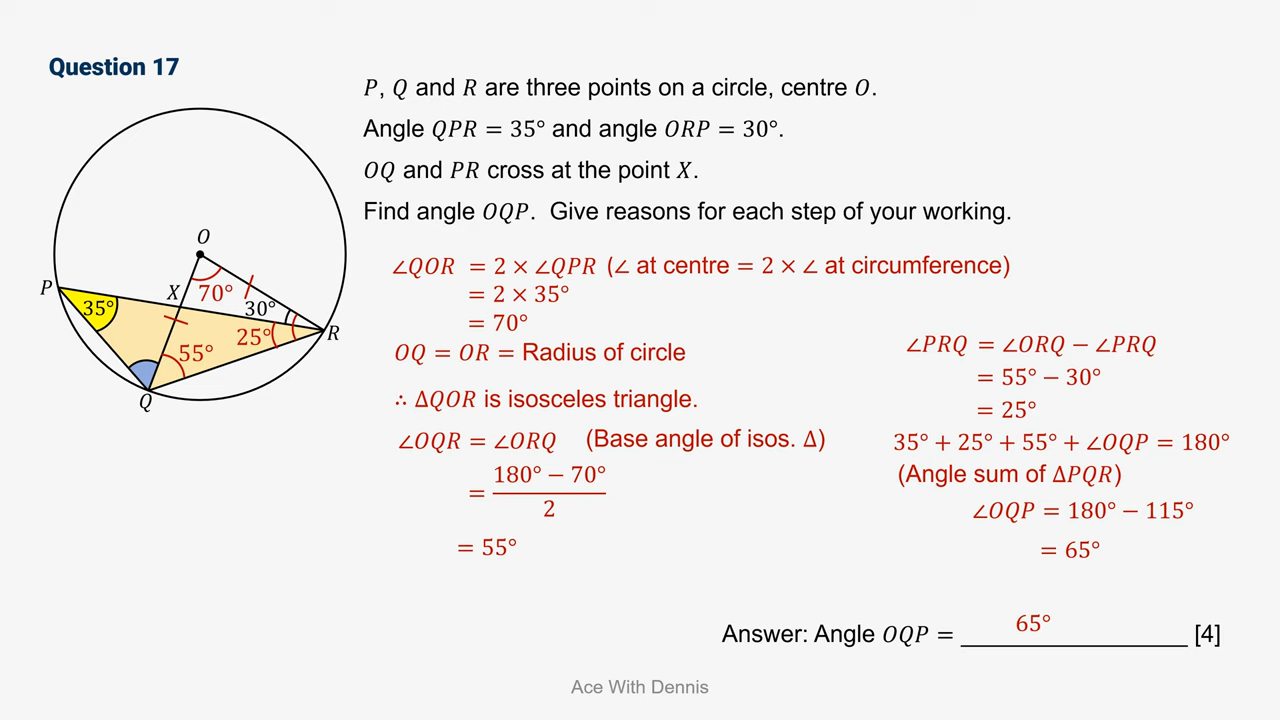 Question 17
P, Q and R are three points on a circle, centre O.
Angle QPR = 35° and angle ORP = 30°.
OQ and PR cross at the point X.
Find angle OQP. Give reasons for each step of your working.
O
P
X
70°
35°
30°
25°
R
55°
Q
∠QOR = 2 × ∠QPR (∠ at centre = 2 × ∠ at circumference)
= 2 × 35°
= 70°
OQ = OR = Radius of circle
∴ ΔQOR is isosceles triangle.
∠OQR = ∠ORQ (Base angle of isos. Δ)
= (180° − 70°)/2
= 55°
∠PRQ = ∠ORQ − ∠PRQ
= 55° − 30°
= 25°
35° + 25° + 55° + ∠OQP = 180°
(Angle sum of ΔPQR)
∠OQP = 180° − 115°
= 65°
Answer: Angle OQP = 65° [4]
Ace With Dennis